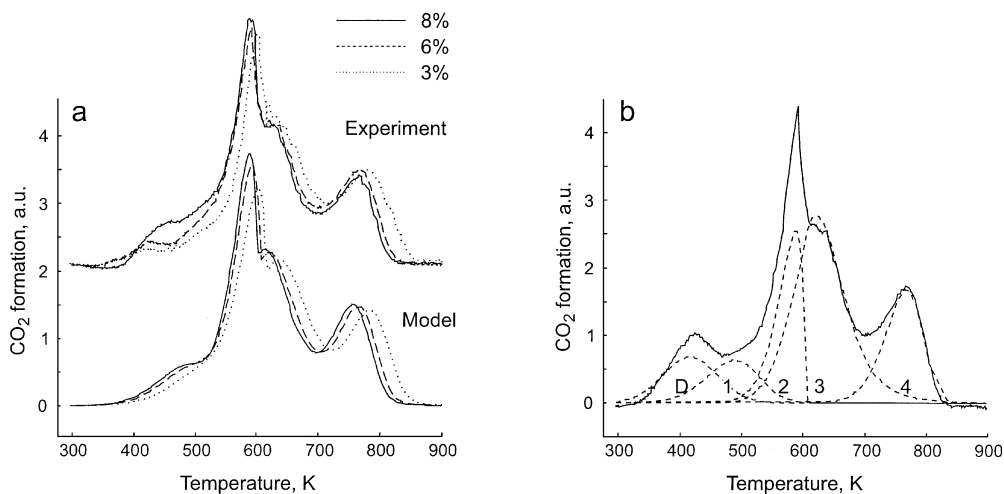 8%
6%
3%
a
Experiment
Model
4
3
2
1
0
CO2 formation, a.u.
300 400 500 600 700 800 900
Temperature, K
b
4
3
2
1
0
CO2 formation, a.u.
D 1 2 3 4
300 400 500 600 700 800 900
Temperature, K